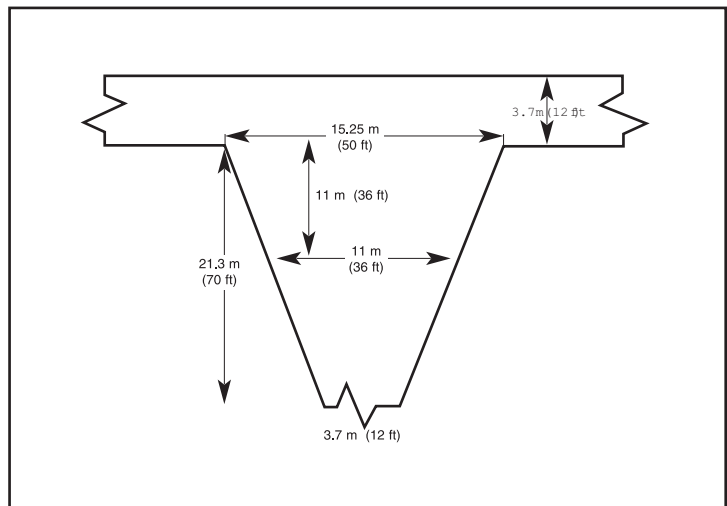 3.7m (12 ft)
15.25 m
(50 ft)
11 m (36 ft)
11 m
(36 ft)
21.3 m
(70 ft)
3.7 m (12 ft)